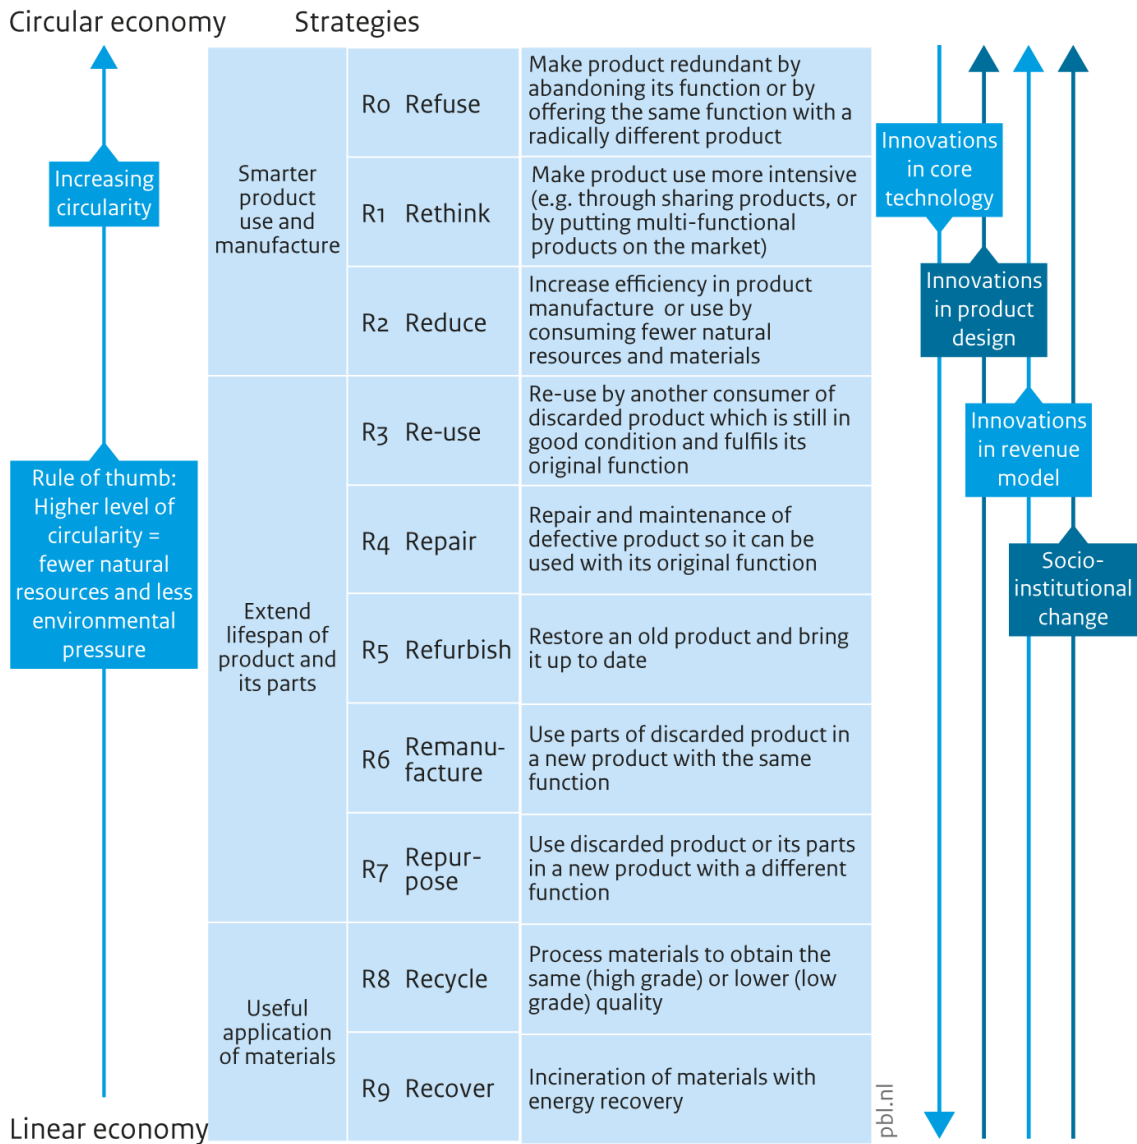 Circular economy
Strategies
Increasing
circularity
Rule of thumb:
Higher level of
circularity =
fewer natural
resources and less
environmental
pressure
Linear economy
Smarter
product
use and
manufacture
R0 Refuse
Make product redundant by
abandoning its function or by
offering the same function with a
radically different product
R1 Rethink
Make product use more intensive
(e.g. through sharing products, or
by putting multi-functional
products on the market)
R2 Reduce
Increase efficiency in product
manufacture or use by
consuming fewer natural
resources and materials
Extend
lifespan of
product and
its parts
R3 Re-use
Re-use by another consumer of
discarded product which is still in
good condition and fulfils its
original function
R4 Repair
Repair and maintenance of
defective product so it can be
used with its original function
R5 Refurbish
Restore an old product and bring
it up to date
R6 Remanu-
facture
Use parts of discarded product in
a new product with the same
function
R7 Repur-
pose
Use discarded product or its parts
in a new product with a different
function
Useful
application
of materials
R8 Recycle
Process materials to obtain the
same (high grade) or lower (low
grade) quality
R9 Recover
Incineration of materials with
energy recovery
Innovations
in core
technology
Innovations
in product
design
Innovations
in revenue
model
Socio-
institutional
change
pbl.nl